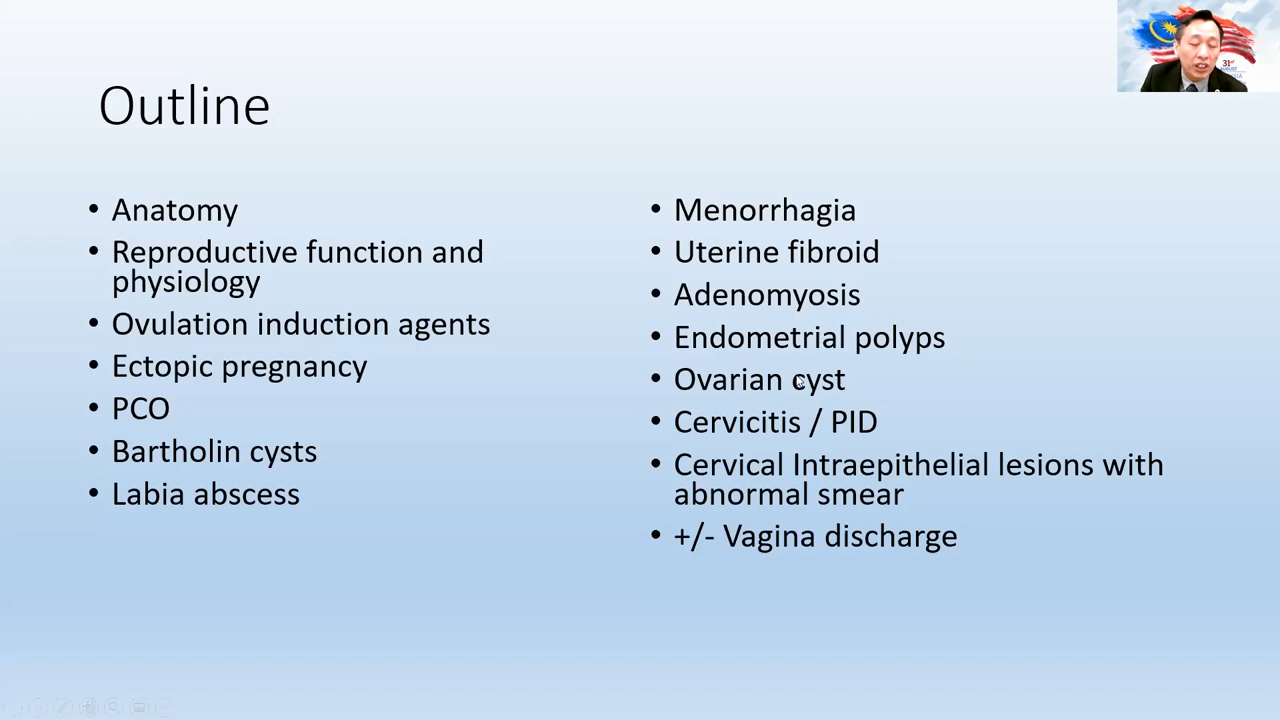 Outline
• Anatomy
• Reproductive function and
physiology
• Ovulation induction agents
• Ectopic pregnancy
• PCO
• Bartholin cysts
• Labia abscess
• Menorrhagia
• Uterine fibroid
• Adenomyosis
• Endometrial polyps
• Ovarian cyst
• Cervicitis / PID
• Cervical Intraepithelial lesions with
abnormal smear
• +/- Vagina discharge
31